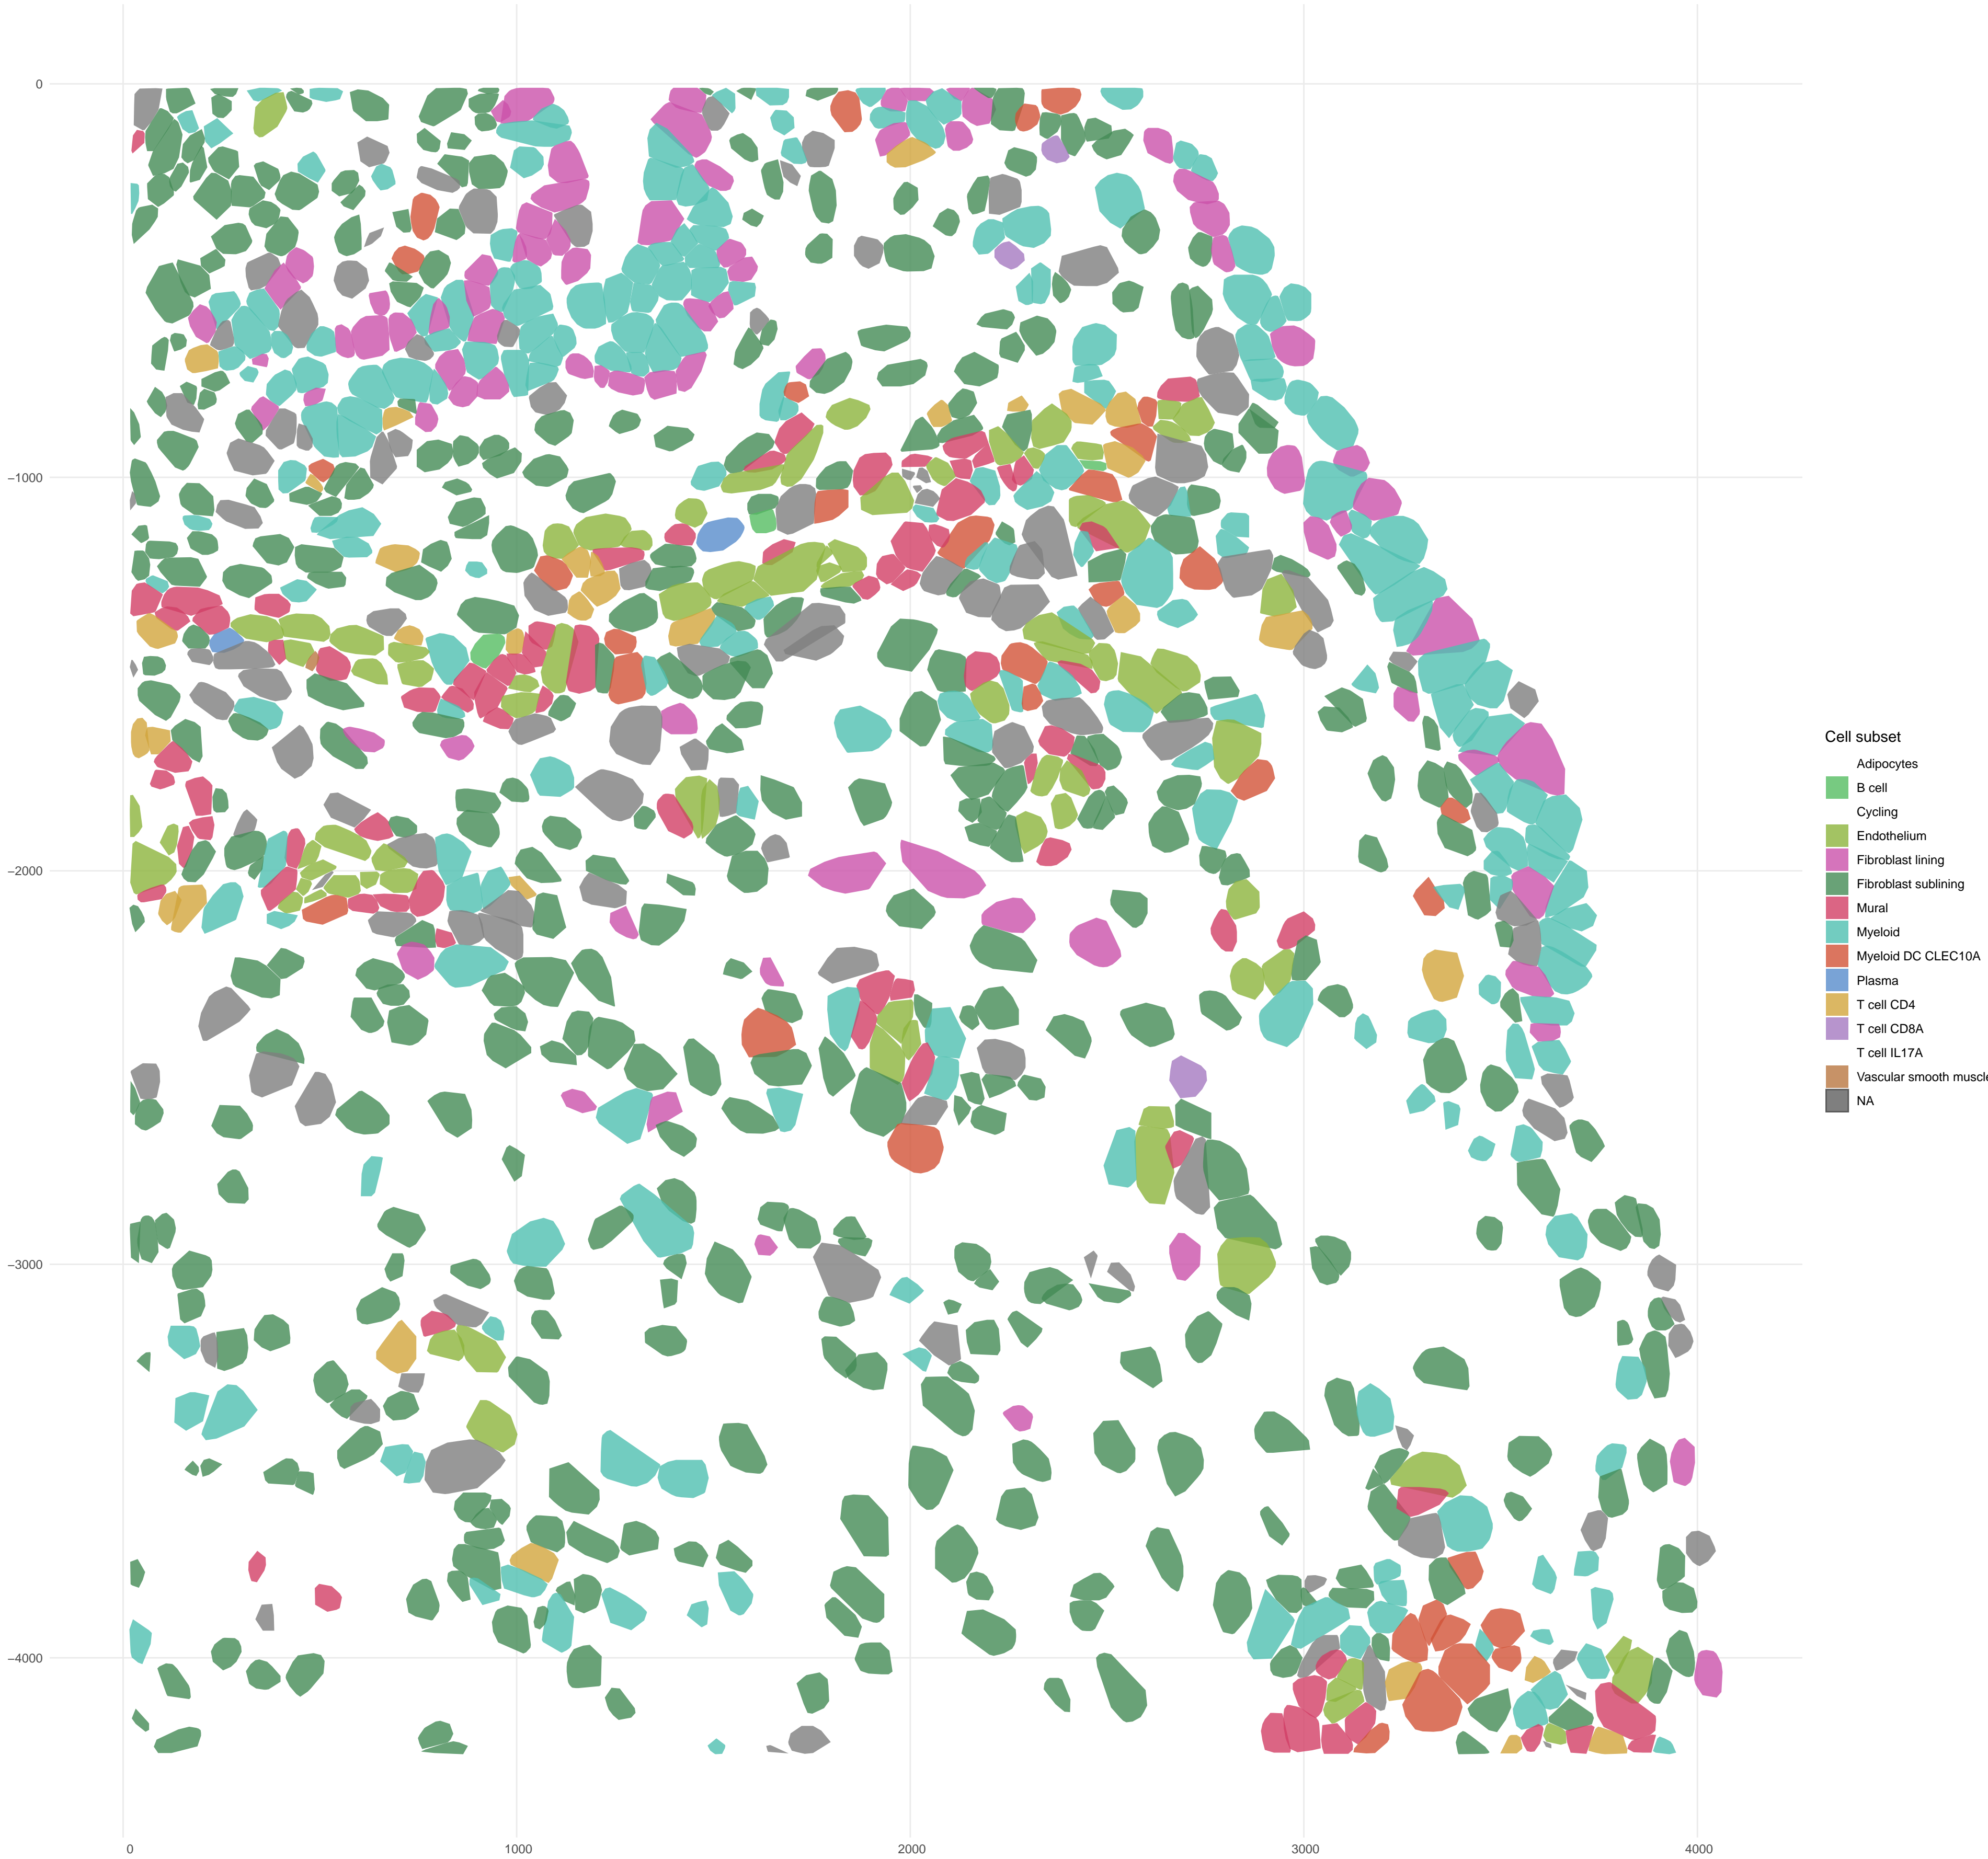 0
−1000
−2000
−3000
−4000
0
1000
2000
3000
4000
Cell subset
Adipocytes
B cell
Cycling
Endothelium
Fibroblast lining
Fibroblast sublining
Mural
Myeloid
Myeloid DC CLEC10A
Plasma
T cell CD4
T cell CD8A
T cell IL17A
Vascular smooth muscle
NA